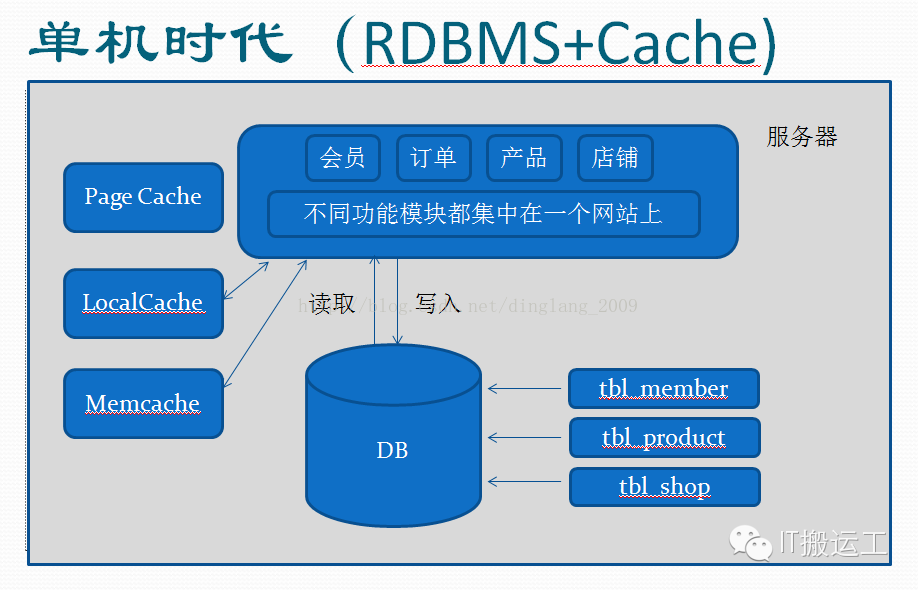 单机时代（RDBMS+Cache)
服务器
会员 订单 产品 店铺
不同功能模块都集中在一个网站上
Page Cache
LocalCache
Memcache
读取 写入
http://blog.csdn.net/dinglang_2009
DB
tbl_member
tbl_product
tbl_shop
IT搬运工